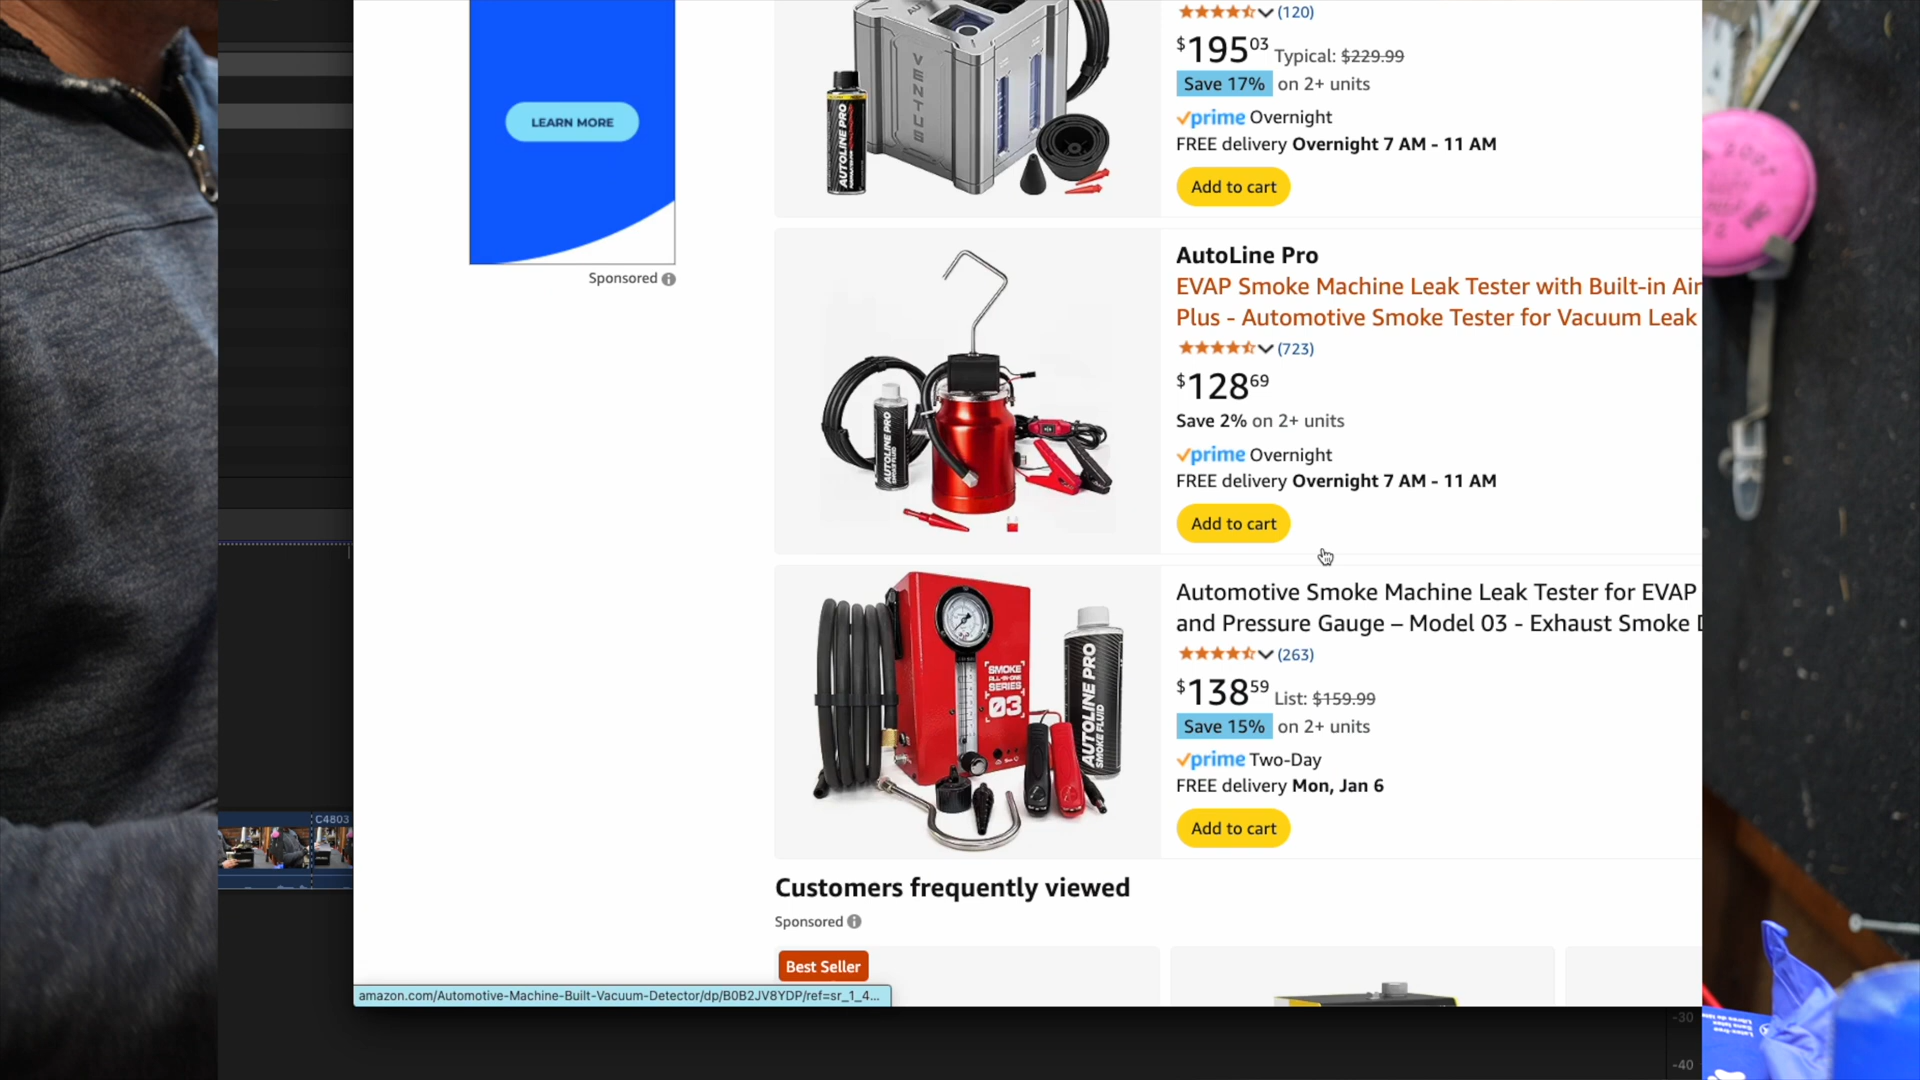 LEARN MORE
Sponsored
VENTUS
AUTOLINE PRO
(120)
$19503 Typical: $229.99
Save 17% on 2+ units
prime Overnight
FREE delivery Overnight 7 AM - 11 AM
Add to cart
AUTOLINE PRO
SMOKE FLUID
AutoLine Pro
EVAP Smoke Machine Leak Tester with Built-in Air
Plus - Automotive Smoke Tester for Vacuum Leak
(723)
$12869
Save 2% on 2+ units
prime Overnight
FREE delivery Overnight 7 AM - 11 AM
Add to cart
SMOKE
ALL-IN-ONE
SERIES
03
AUTOLINE PRO
SMOKE FLUID
Automotive Smoke Machine Leak Tester for EVAP
and Pressure Gauge – Model 03 - Exhaust Smoke
(263)
$13859 List: $159.99
Save 15% on 2+ units
prime Two-Day
FREE delivery Mon, Jan 6
Add to cart
Customers frequently viewed
Sponsored
Best Seller
amazon.com/Automotive-Machine-Built-Vacuum-Detector/dp/B0B2JV8YDP/ref=sr_1_4...
C4803
-30
-40